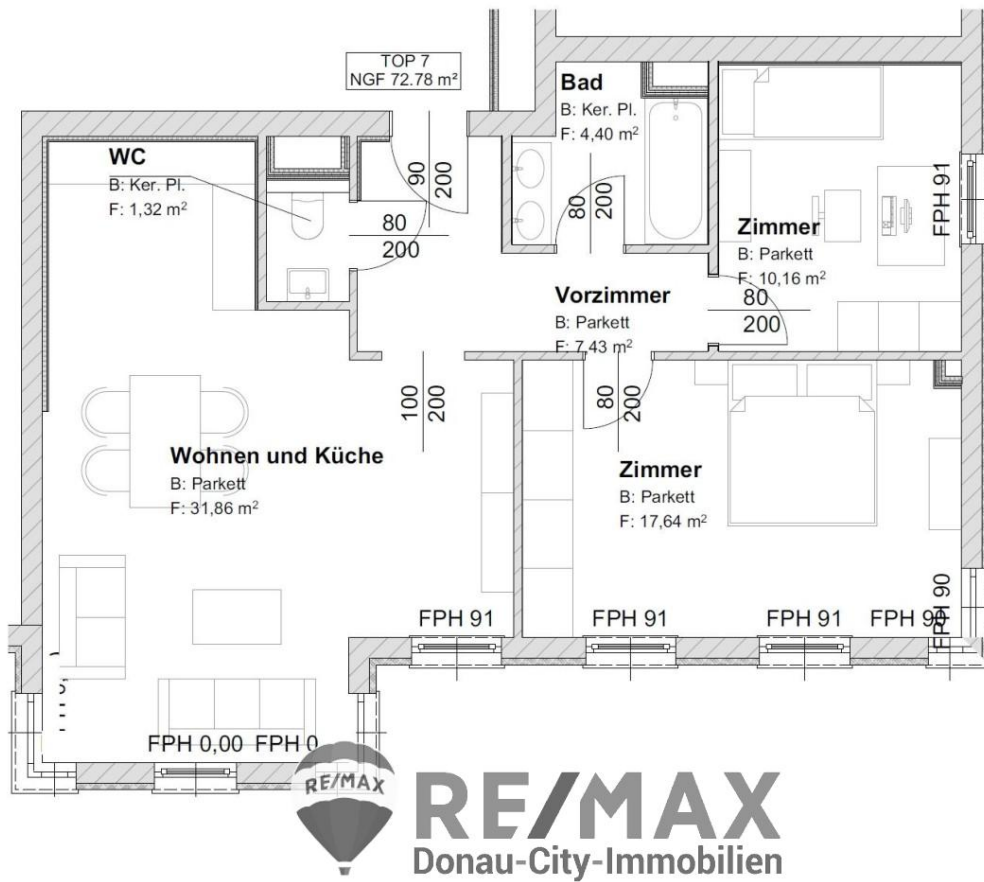 TOP 7
NGF 72.78 m²
WC
B: Ker. Pl.
F: 1,32 m²
90
200
80
200
Bad
B: Ker. Pl.
F: 4,40 m²
80
200
Zimmer
B: Parkett
F: 10,16 m²
FPH 91
80
200
Vorzimmer
B: Parkett
F: 7,43 m²
100
200
80
200
Wohnen und Küche
B: Parkett
F: 31,86 m²
Zimmer
B: Parkett
F: 17,64 m²
FPH 91
FPH 91
FPH 91
FPH 90
FPH 90
FPH 0,00
FPH 0
RE/MAX
RE/MAX
Donau-City-Immobilien